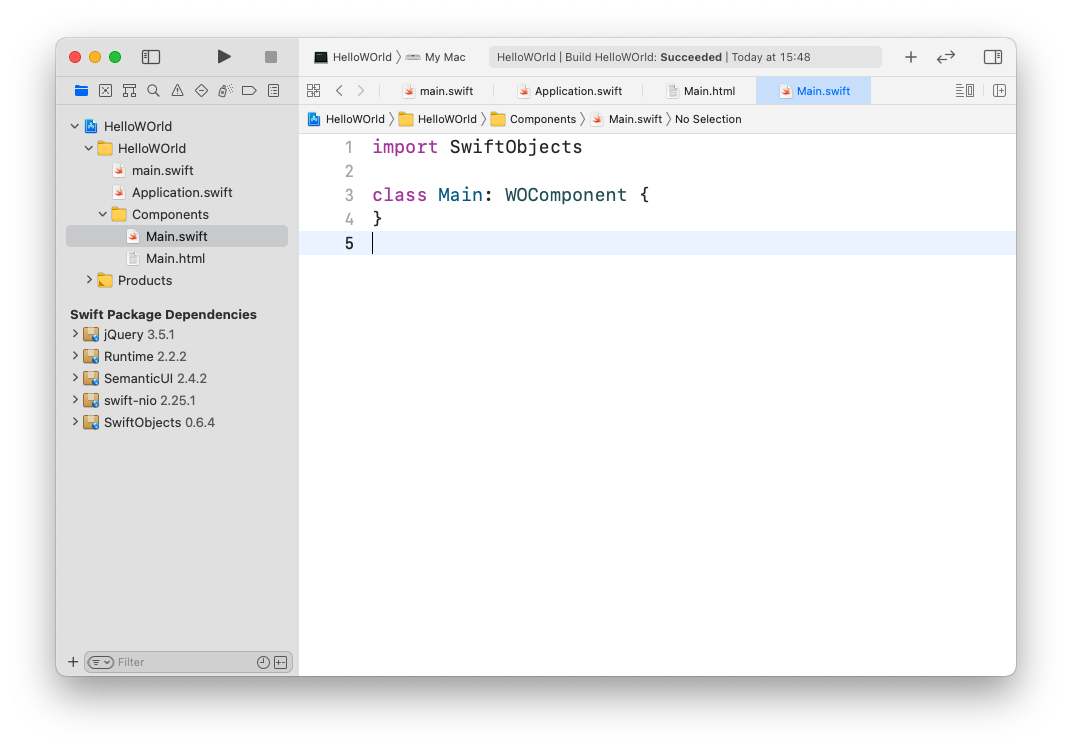 HelloWOrld 〉 My Mac
HelloWOrld | Build HelloWOrld: Succeeded | Today at 15:48
main.swift
Application.swift
Main.html
Main.swift
HelloWOrld 〉 HelloWOrld 〉 Components 〉 Main.swift 〉 No Selection
HelloWOrld
HelloWOrld
main.swift
Application.swift
Components
Main.swift
Main.html
Products
Swift Package Dependencies
jQuery 3.5.1
Runtime 2.2.2
SemanticUI 2.4.2
swift-nio 2.25.1
SwiftObjects 0.6.4
Filter
1 import SwiftObjects
2
3 class Main: WOComponent {
4 }
5